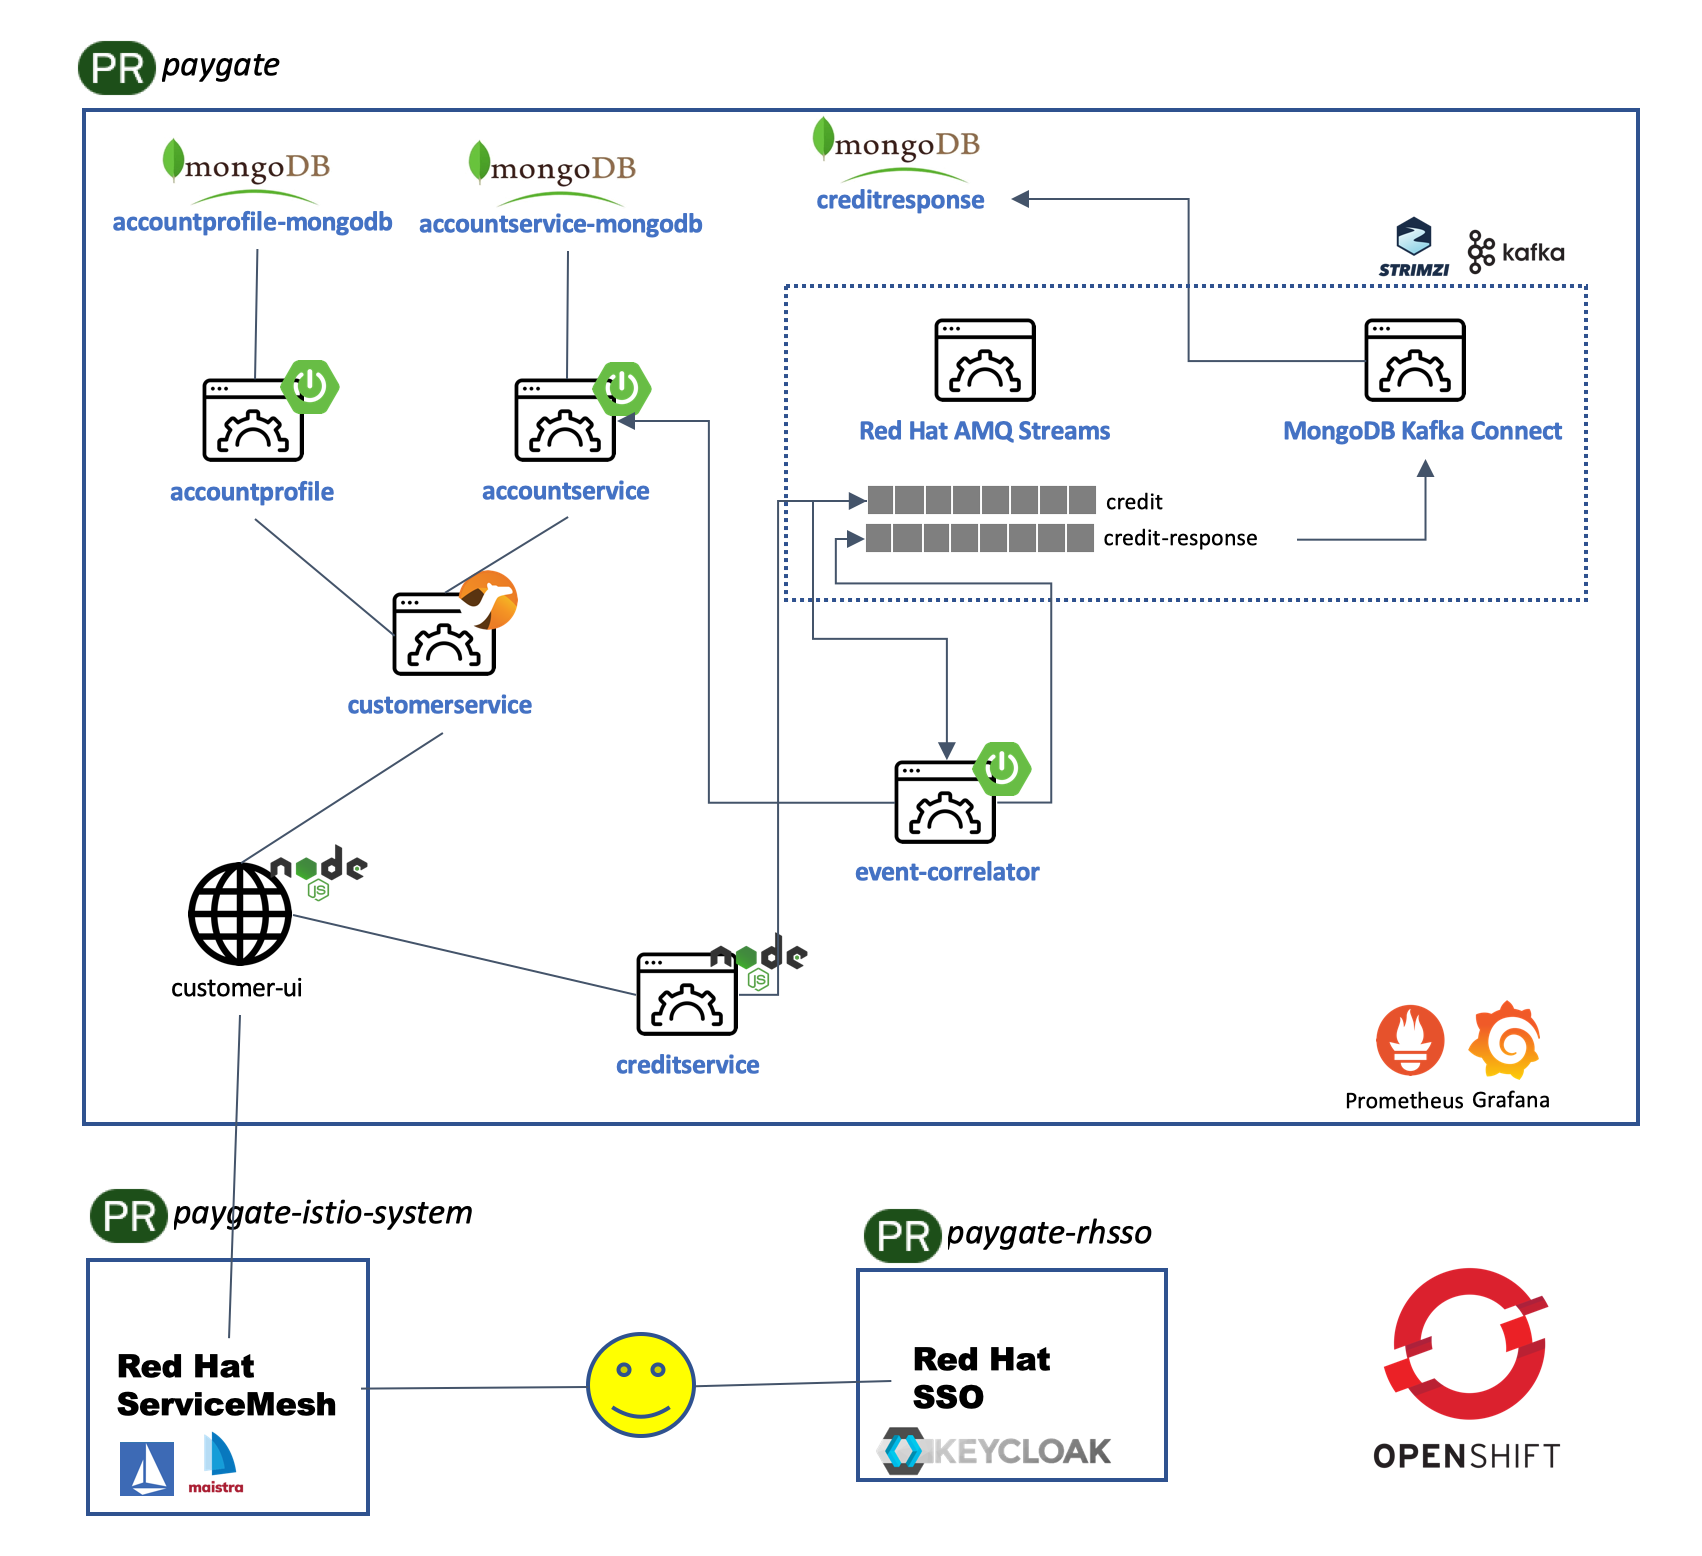 PR paygate
mongoDB
accountprofile-mongodb
mongoDB
accountservice-mongodb
mongoDB
creditresponse
STRIMZI
kafka
accountprofile
accountservice
Red Hat AMQ Streams
MongoDB Kafka Connect
credit
credit-response
customerservice
event-correlator
node
JS
customer-ui
node
JS
creditservice
Prometheus
Grafana
PR paygate-istio-system
Red Hat
ServiceMesh
maistra
PR paygate-rhsso
Red Hat
SSO
KEYCLOAK
OPENSHIFT